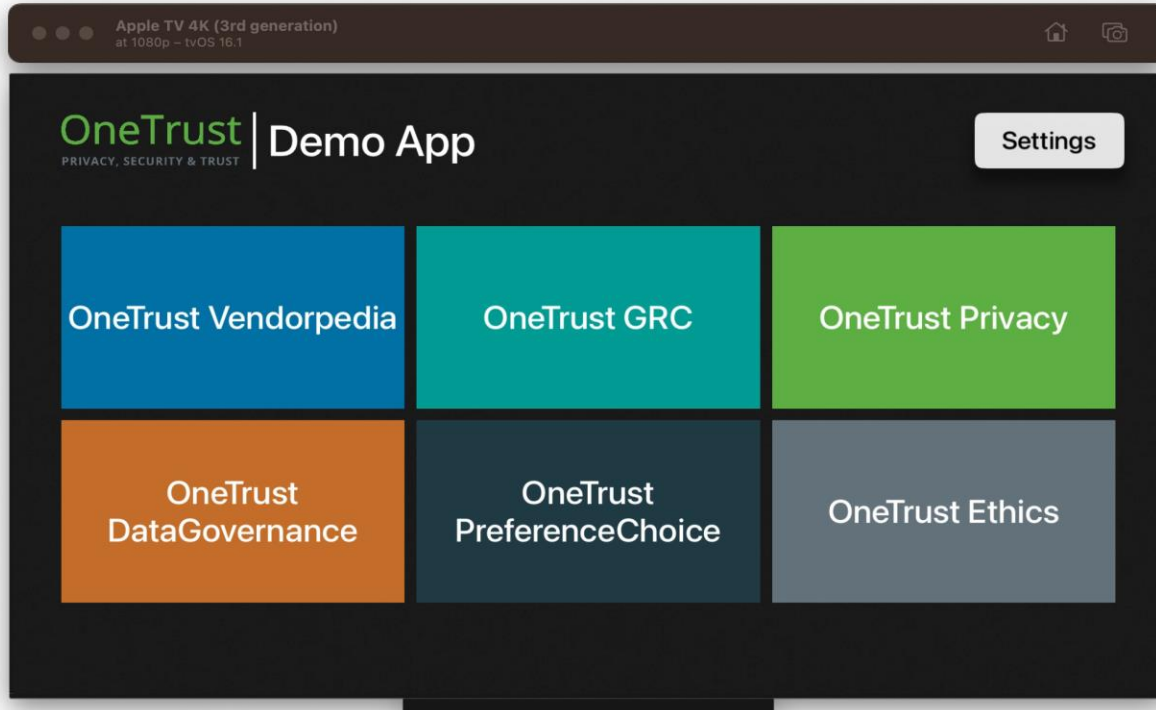 Apple TV 4K (3rd generation)
at 1080p – tvOS 16.1
OneTrust
PRIVACY, SECURITY & TRUST
Demo App
Settings
OneTrust Vendorpedia
OneTrust GRC
OneTrust Privacy
OneTrust
DataGovernance
OneTrust
PreferenceChoice
OneTrust Ethics